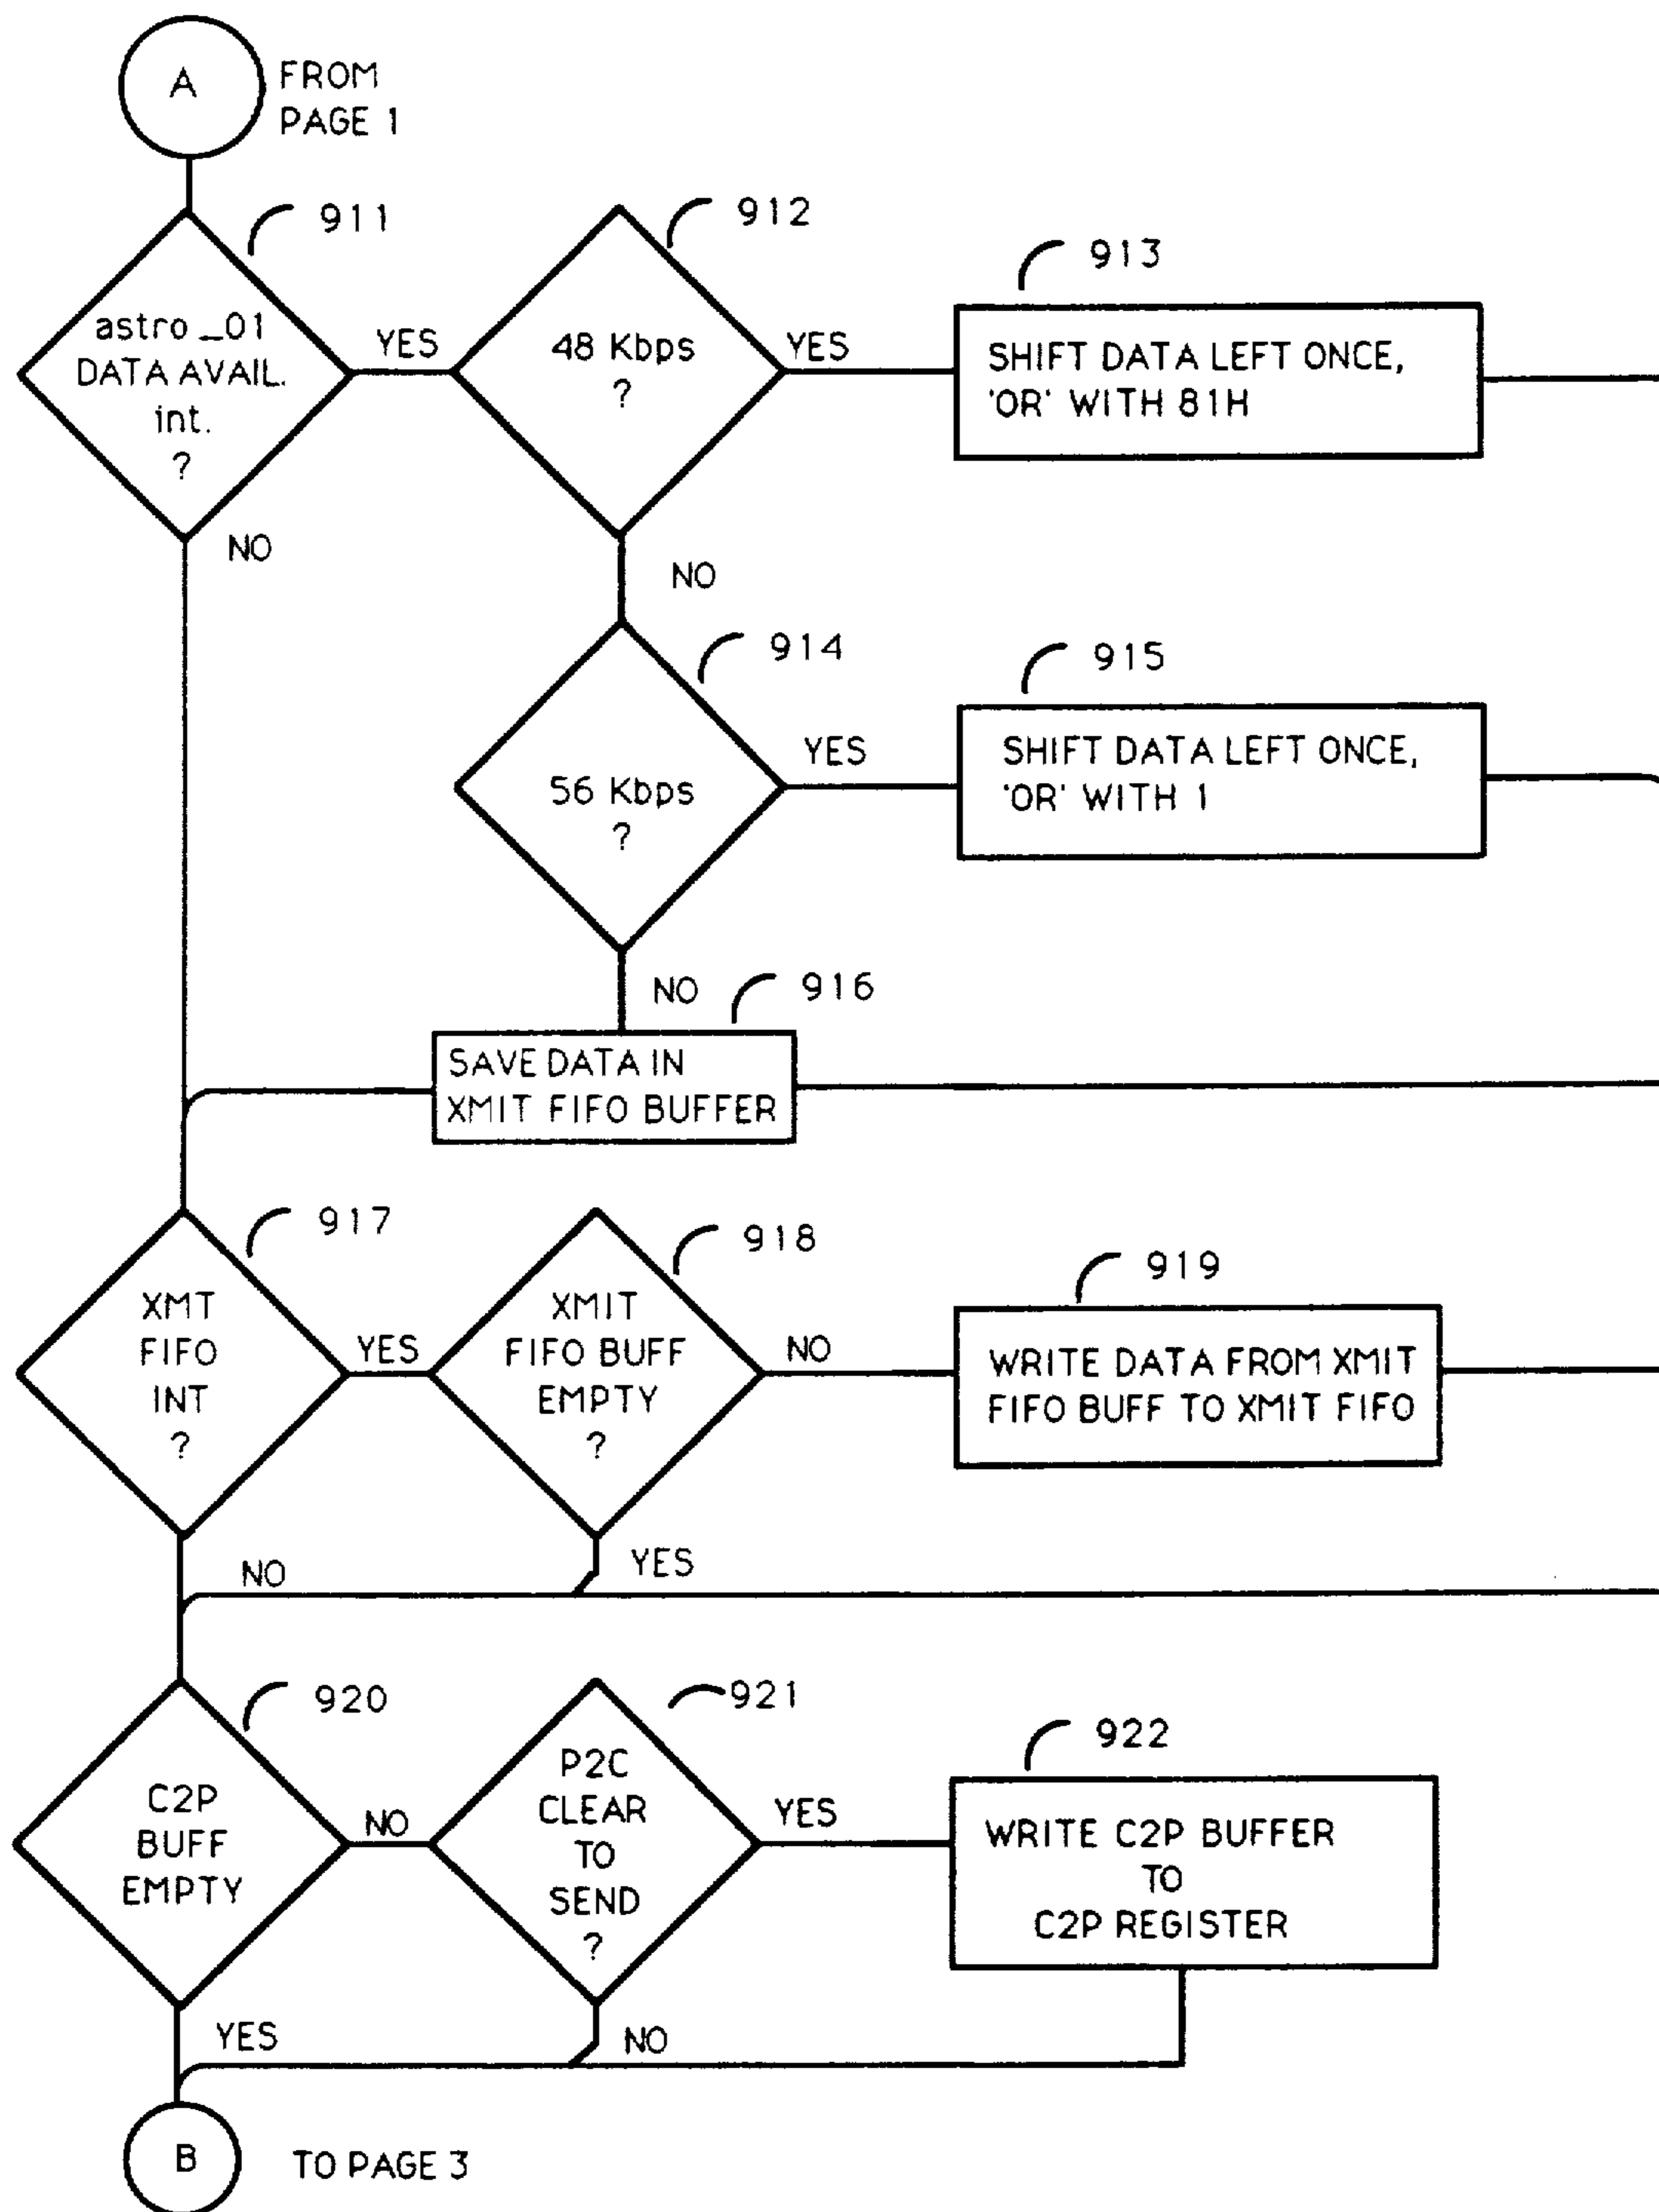 A
FROM
PAGE 1
911
astro _01
DATA AVAIL.
int.
?
YES
NO
912
48 Kbps
?
YES
NO
913
SHIFT DATA LEFT ONCE,
'OR' WITH 81H
914
56 Kbps
?
YES
NO
915
SHIFT DATA LEFT ONCE,
'OR' WITH 1
916
SAVE DATA IN
XMIT FIFO BUFFER
917
XMT
FIFO
INT
?
YES
NO
918
XMIT
FIFO BUFF
EMPTY
?
NO
YES
919
WRITE DATA FROM XMIT
FIFO BUFF TO XMIT FIFO
920
C2P
BUFF
EMPTY
NO
YES
921
P2C
CLEAR
TO
SEND
?
YES
NO
922
WRITE C2P BUFFER
TO
C2P REGISTER
B
TO PAGE 3